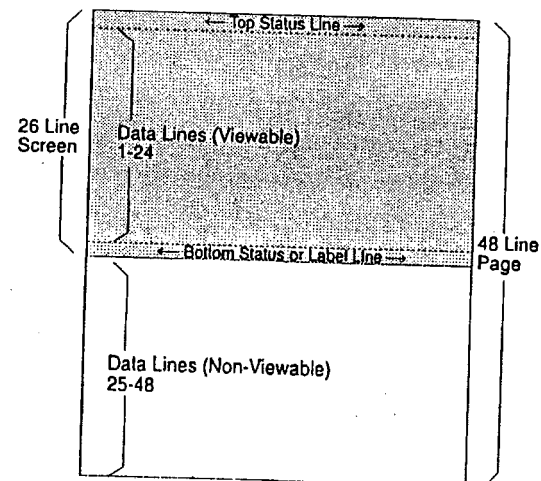 ← Top Status Line →
26 Line
Screen
Data Lines (Viewable)
1-24
← Bottom Status or Label Line →
48 Line
Page
Data Lines (Non-Viewable)
25-48